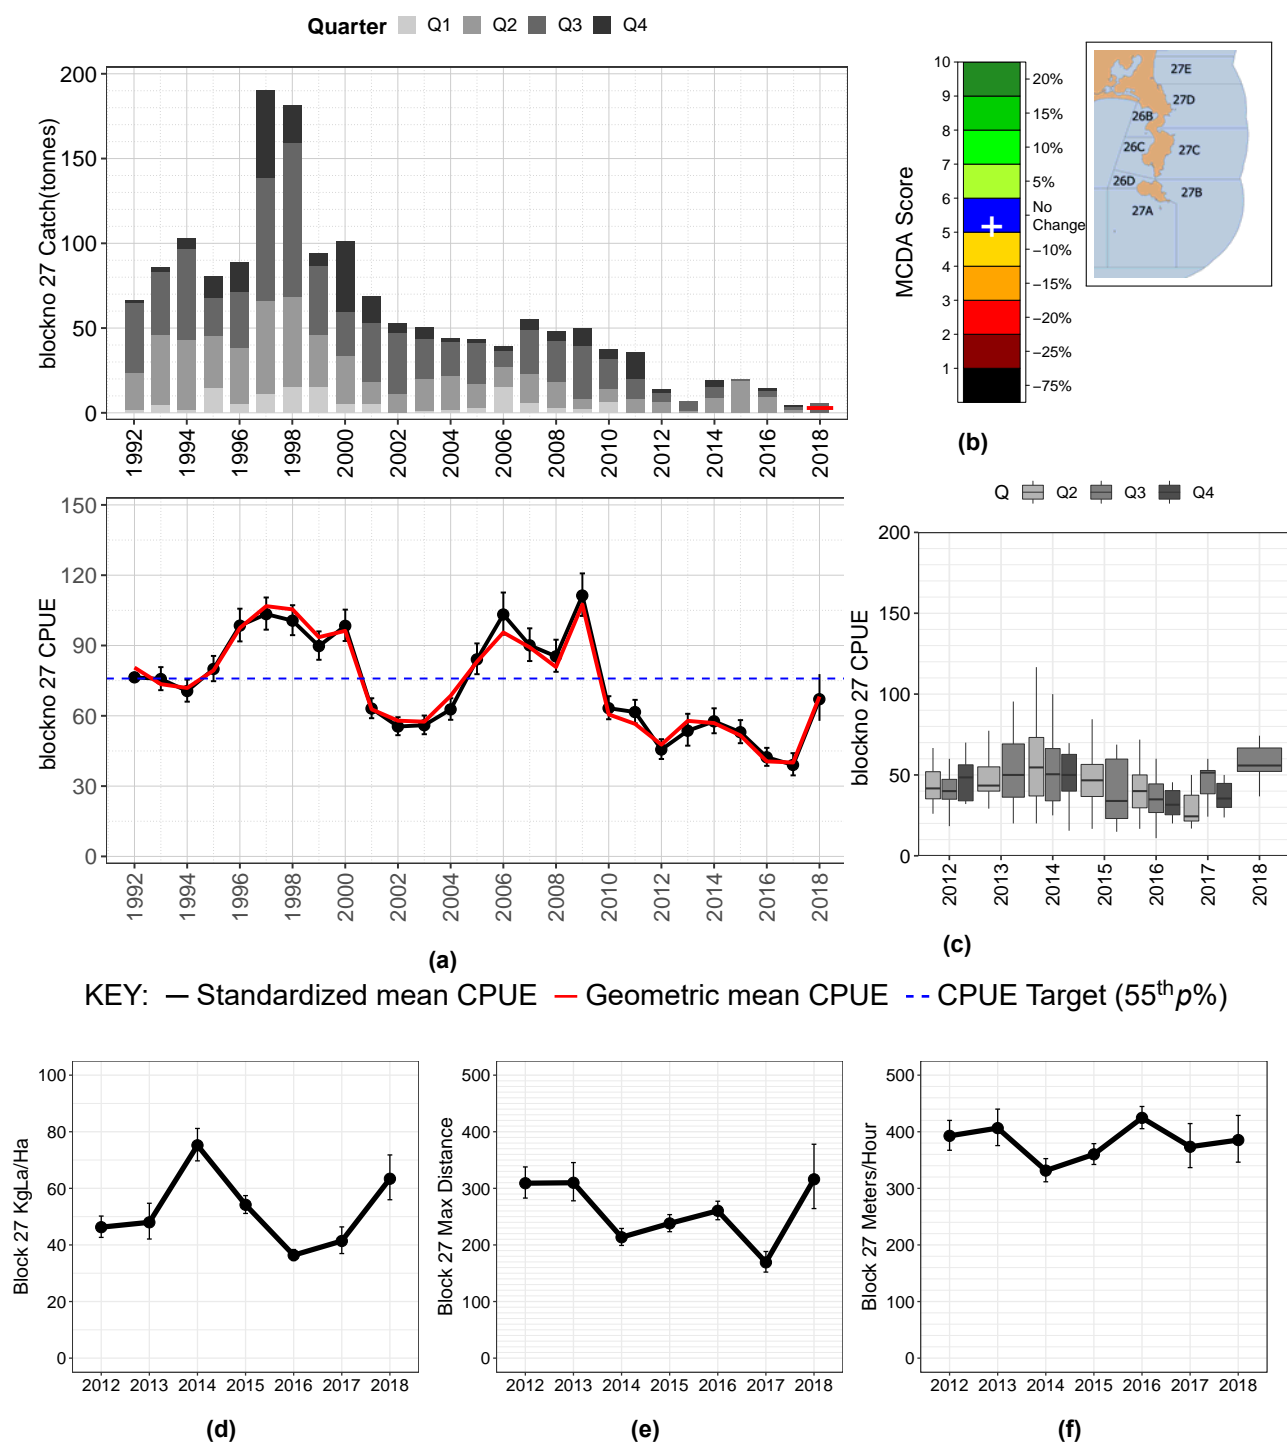 Quarter Q1 Q2 Q3 Q4
blockno 27 Catch(tonnes)
200
150
100
50
0
1992 1994 1996 1998 2000 2002 2004 2006 2008 2010 2012 2014 2016 2018
MCDA Score
10
9
8
7
6
5
4
3
2
1
20%
15%
10%
5%
No
Change
−10%
−15%
−20%
−25%
−75%
(b)
27E
27D
26B
26C
27C
26D
27B
27A
blockno 27 CPUE
150
120
90
60
30
0
1992 1994 1996 1998 2000 2002 2004 2006 2008 2010 2012 2014 2016 2018
(a)
Q Q2 Q3 Q4
blockno 27 CPUE
200
150
100
50
0
2012 2013 2014 2015 2016 2017 2018
(c)
KEY: Standardized mean CPUE Geometric mean CPUE CPUE Target (55th p%)
Block 27 KgLa/Ha
100
80
60
40
20
0
2012 2013 2014 2015 2016 2017 2018
(d)
Block 27 Max Distance
500
400
300
200
100
0
2012 2013 2014 2015 2016 2017 2018
(e)
Block 27 Meters/Hour
500
400
300
200
100
0
2012 2013 2014 2015 2016 2017 2018
(f)